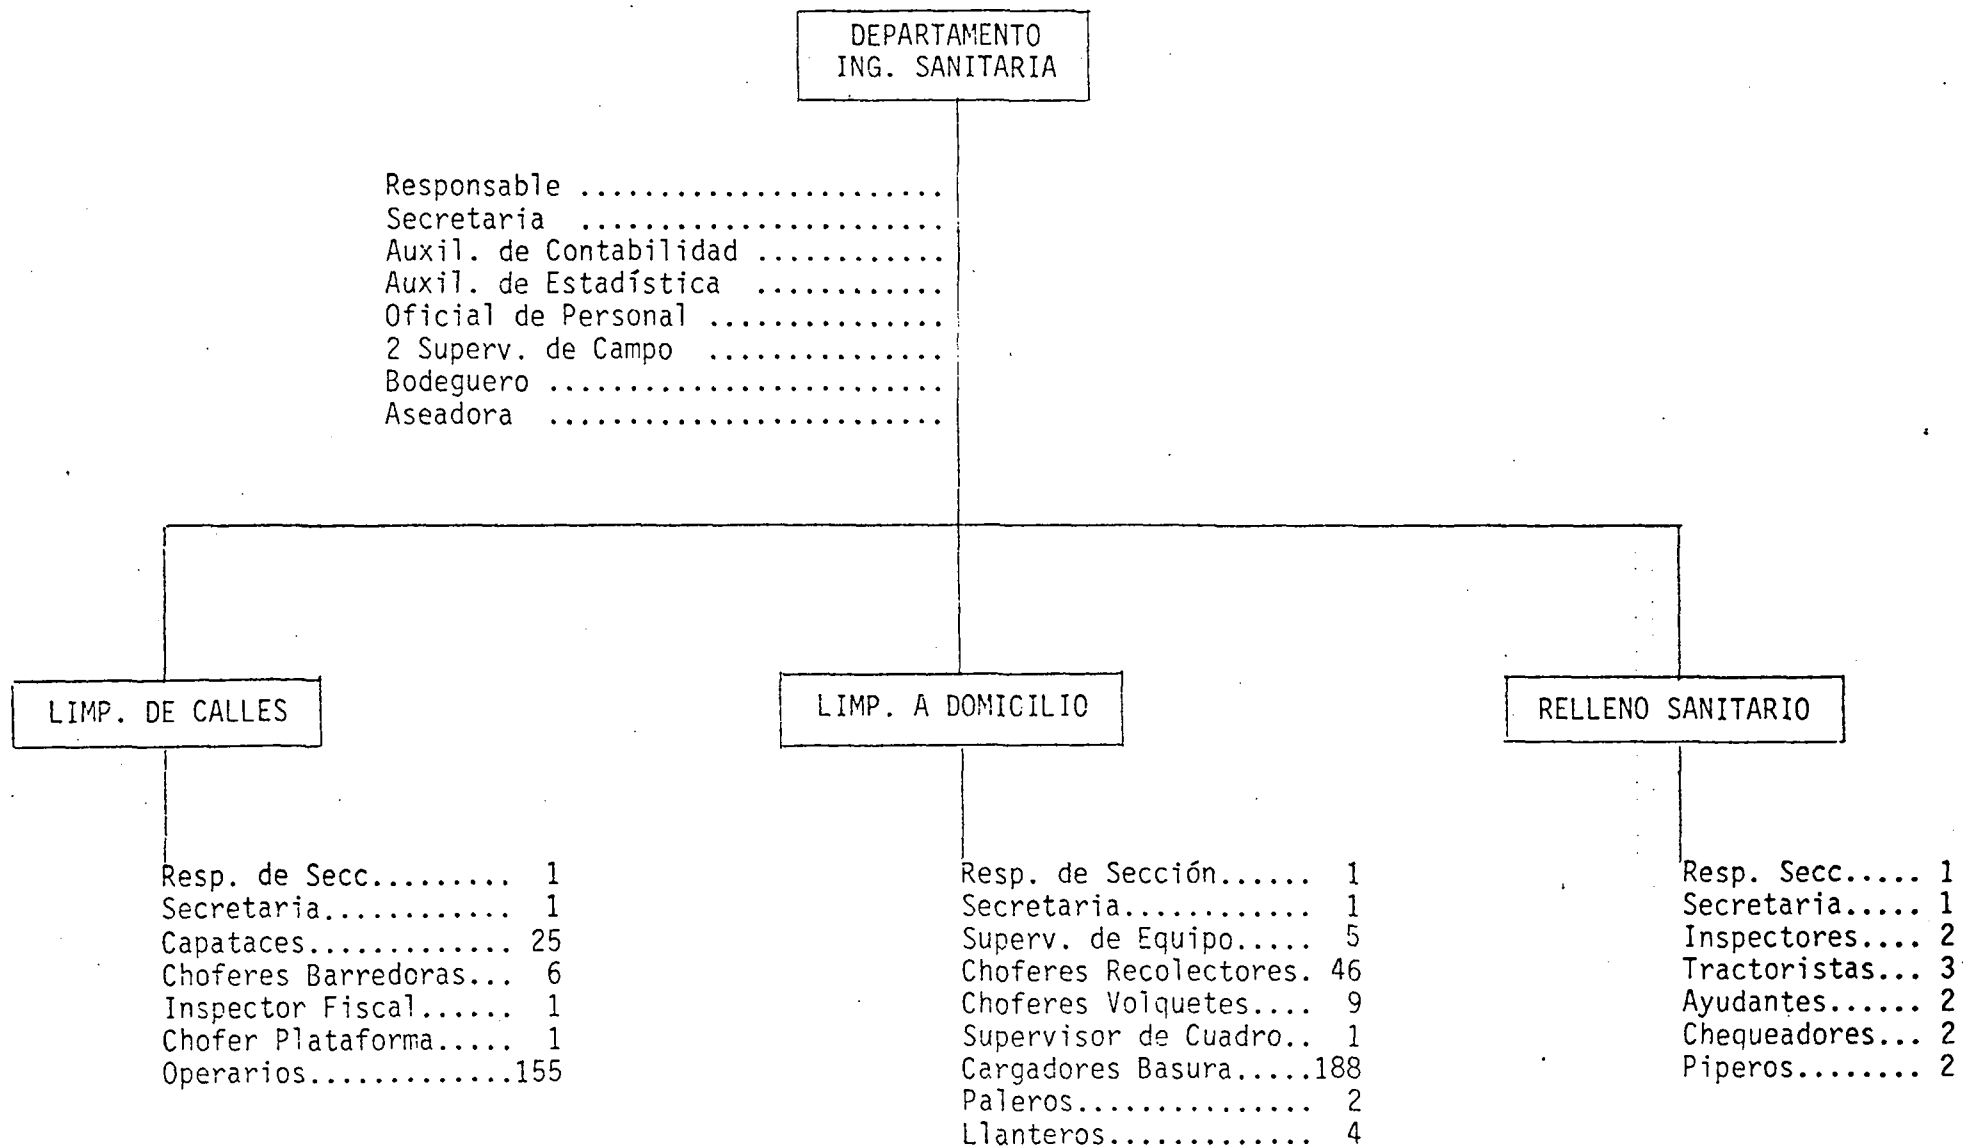 DEPARTAMENTO
ING. SANITARIA
Responsable .......................
Secretaria .......................
Auxil. de Contabilidad ............
Auxil. de Estadística ............
Oficial de Personal ...............
2 Superv. de Campo ...............
Bodeguero .........................
Aseadora .........................
LIMP. DE CALLES
Resp. de Secc......... 1
Secretaria............ 1
Capataces............. 25
Choferes Barredoras... 6
Inspector Fiscal...... 1
Chofer Plataforma..... 1
Operarios.............155
LIMP. A DOMICILIO
Resp. de Sección...... 1
Secretaria............ 1
Superv. de Equipo..... 5
Choferes Recolectores. 46
Choferes Volquetes.... 9
Supervisor de Cuadro.. 1
Cargadores Basura.....188
Paleros............... 2
Llanteros............. 4
RELLENO SANITARIO
Resp. Secc..... 1
Secretaria..... 1
Inspectores.... 2
Tractoristas... 3
Ayudantes...... 2
Chequeadores... 2
Piperos........ 2